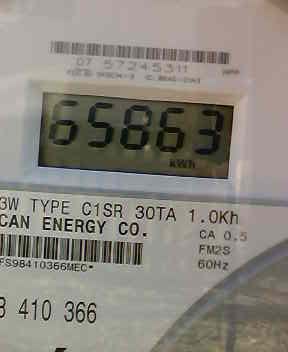 07 57245311
65863
kWh
3W TYPE C1SR 30TA 1.0Kh
CAN ENERGY CO.
CA 0.5
FM2S
60Hz
FS98410366MEC*
8 410 366